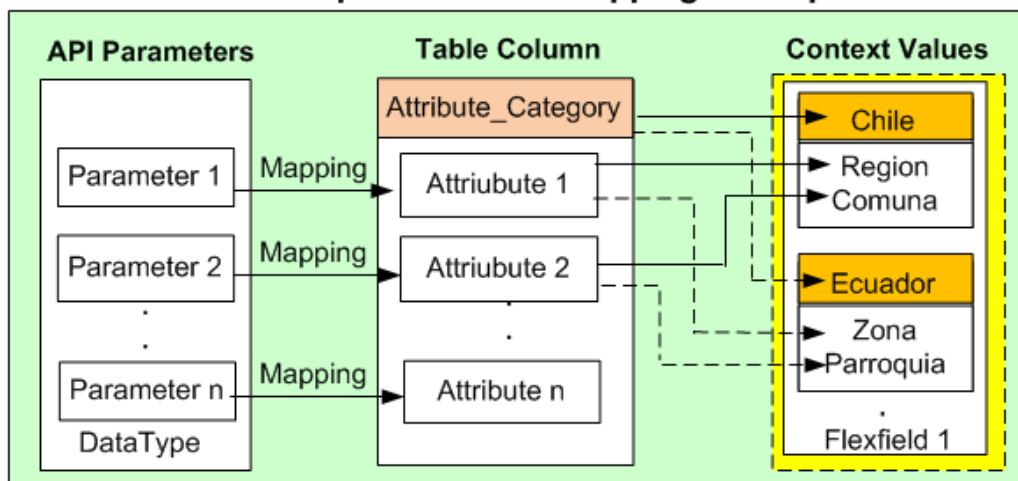 API Parameters
Parameter 1
Parameter 2
.
.
Parameter n
DataType
Mapping
Mapping
Mapping
Table Column
Attribute_Category
Attriubute 1
Attriubute 2
.
.
Attribute n
Context Values
Chile
Region
Comuna
Ecuador
Zona
Parroquia
.
Flexfield 1